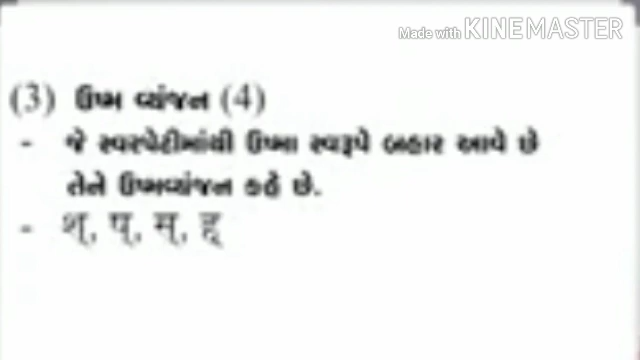 Made with KINEMASTER
(3) ઉષ્મ વ્યંજન (4)
- જે સ્વરપેટીમાંથી ઉષ્મા સ્વરૂપે બહાર આવે છે
તેને ઉષ્મવ્યંજન કહે છે.
- श्, ष्, स्, ह्